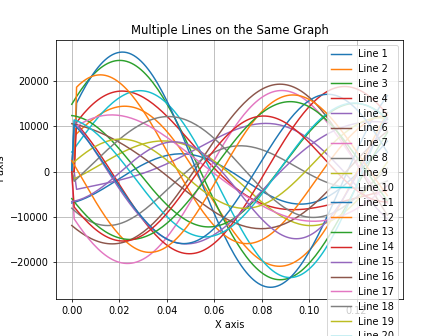 Multiple Lines on the Same Graph
20000
10000
0
−10000
−20000
axis
0.00
0.02
0.04
0.06
0.08
0.10
X axis
Line 1
Line 2
Line 3
Line 4
Line 5
Line 6
Line 7
Line 8
Line 9
Line 10
Line 11
Line 12
Line 13
Line 14
Line 15
Line 16
Line 17
Line 18
Line 19
Line 20